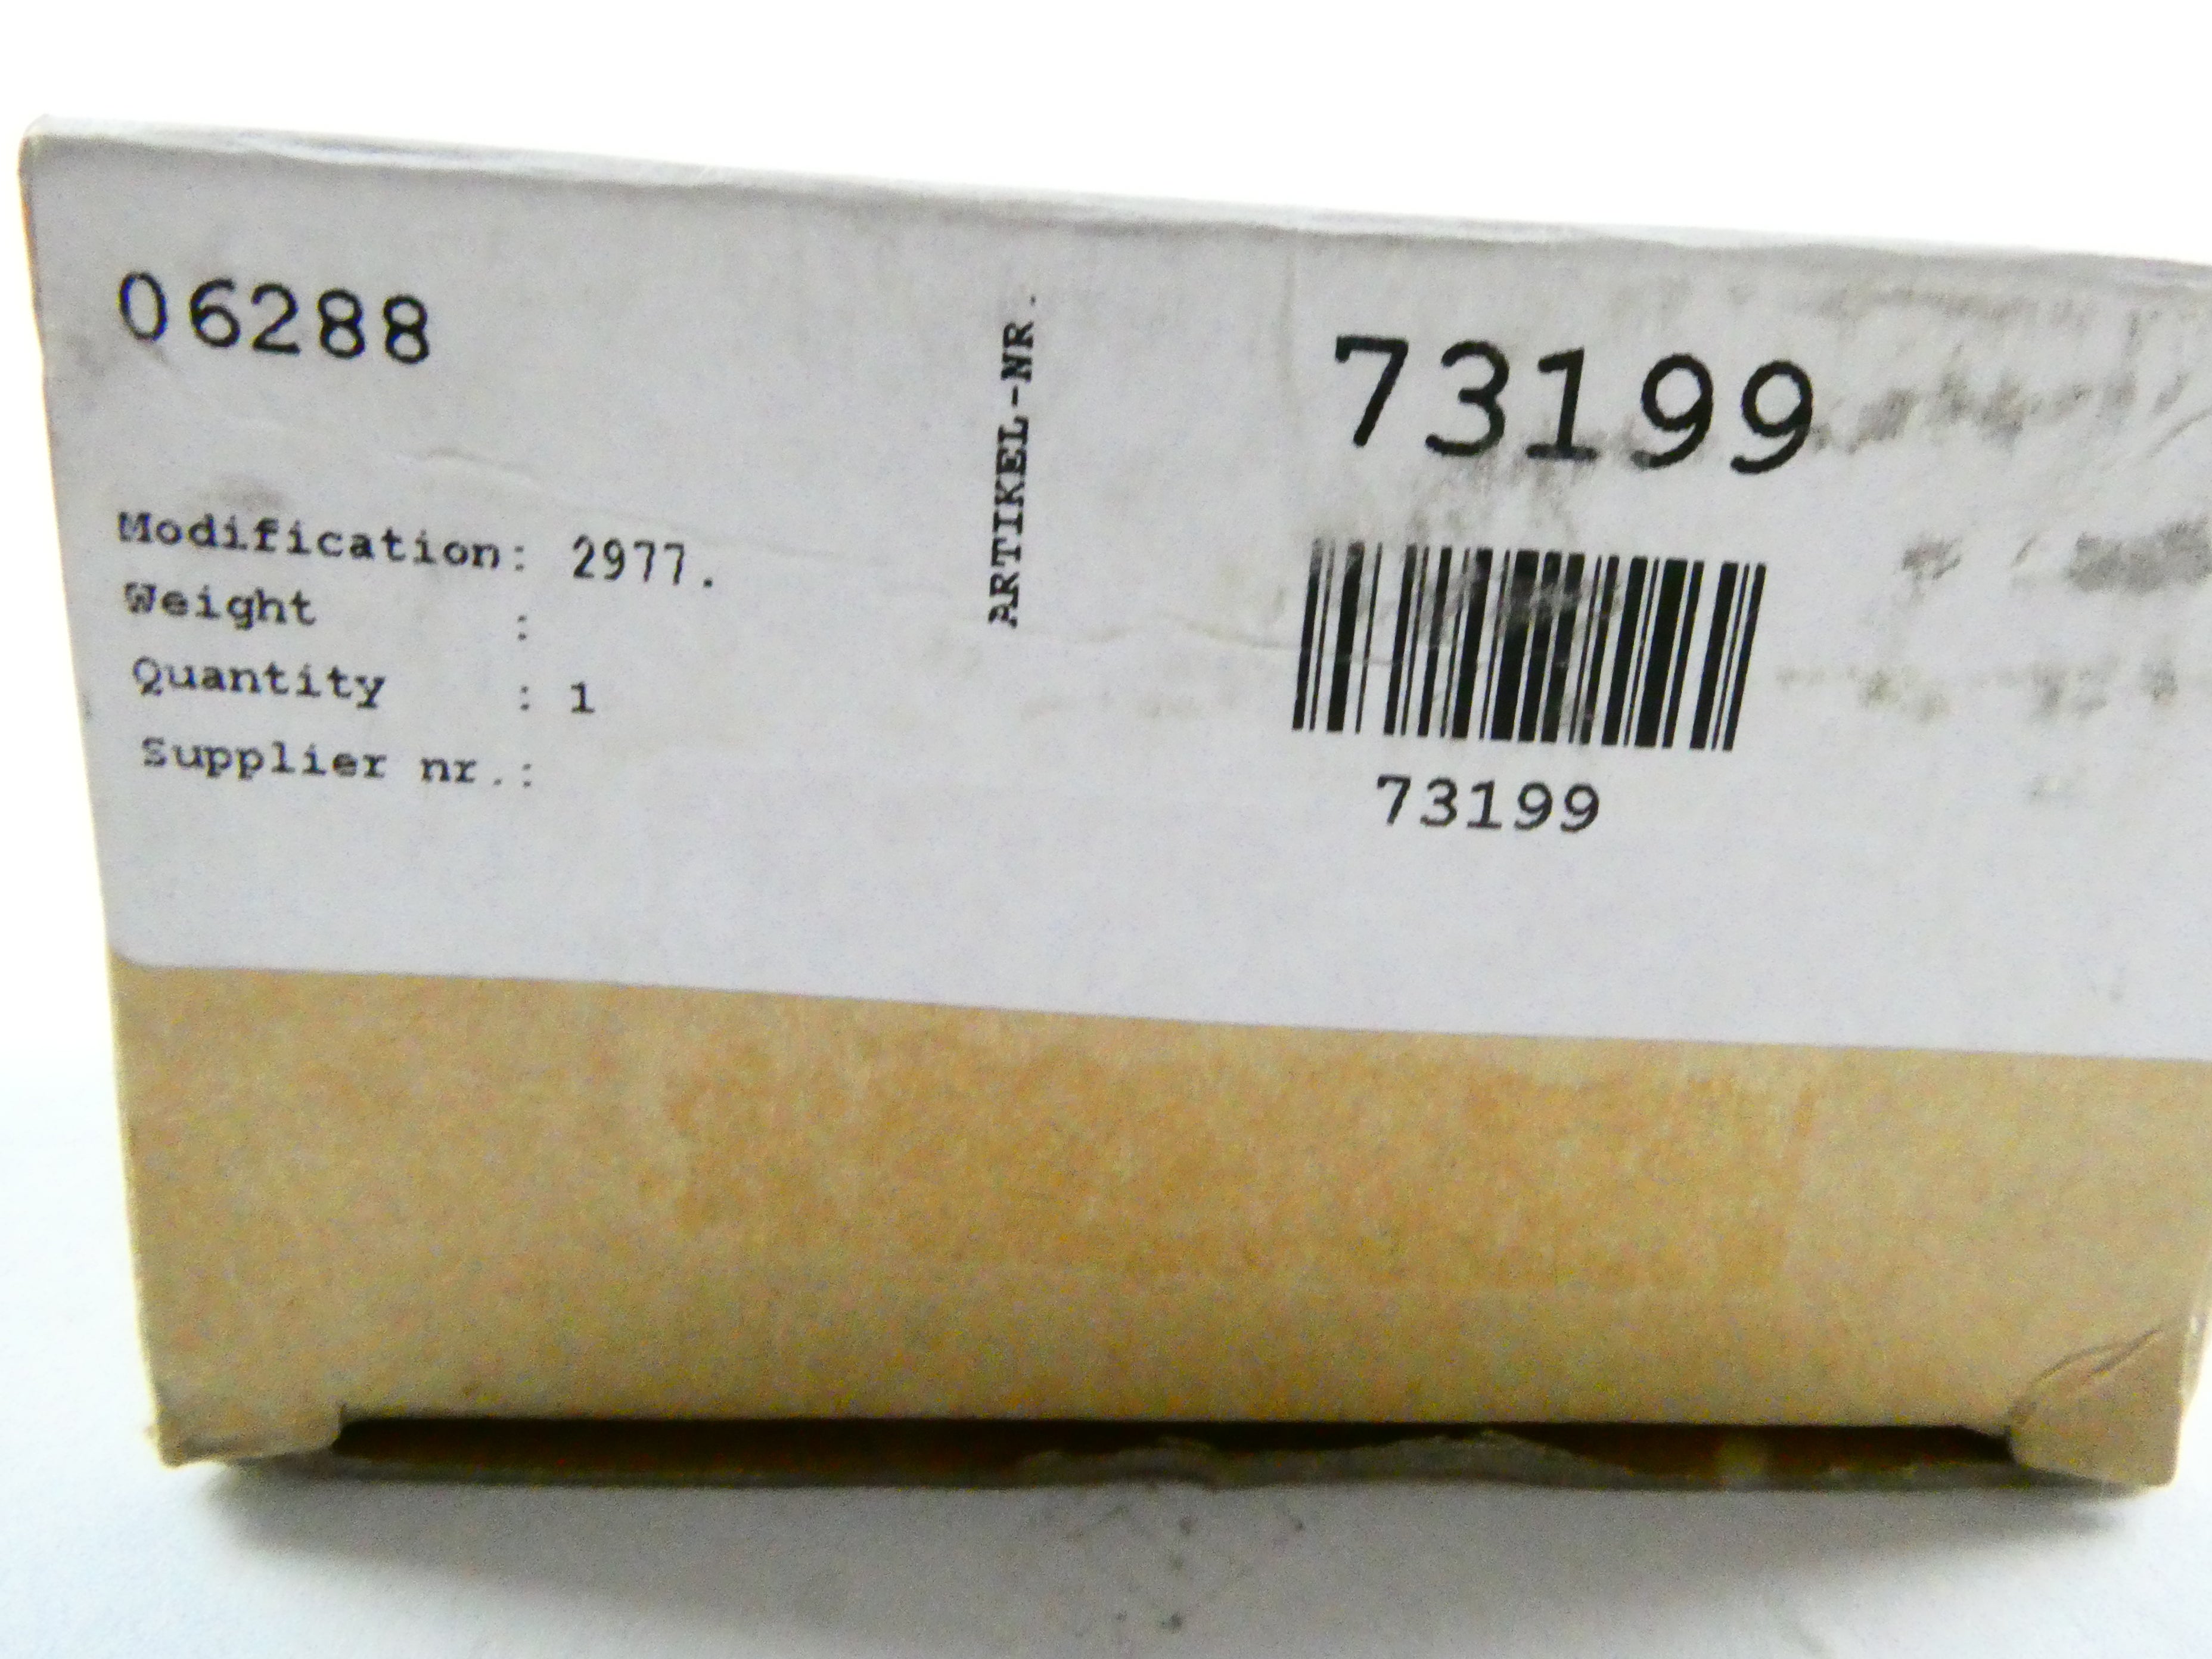 06288
Modification: 2977.
Weight :
Quantity : 1
Supplier nr.:
ARTIKEL-NR.
73199
73199